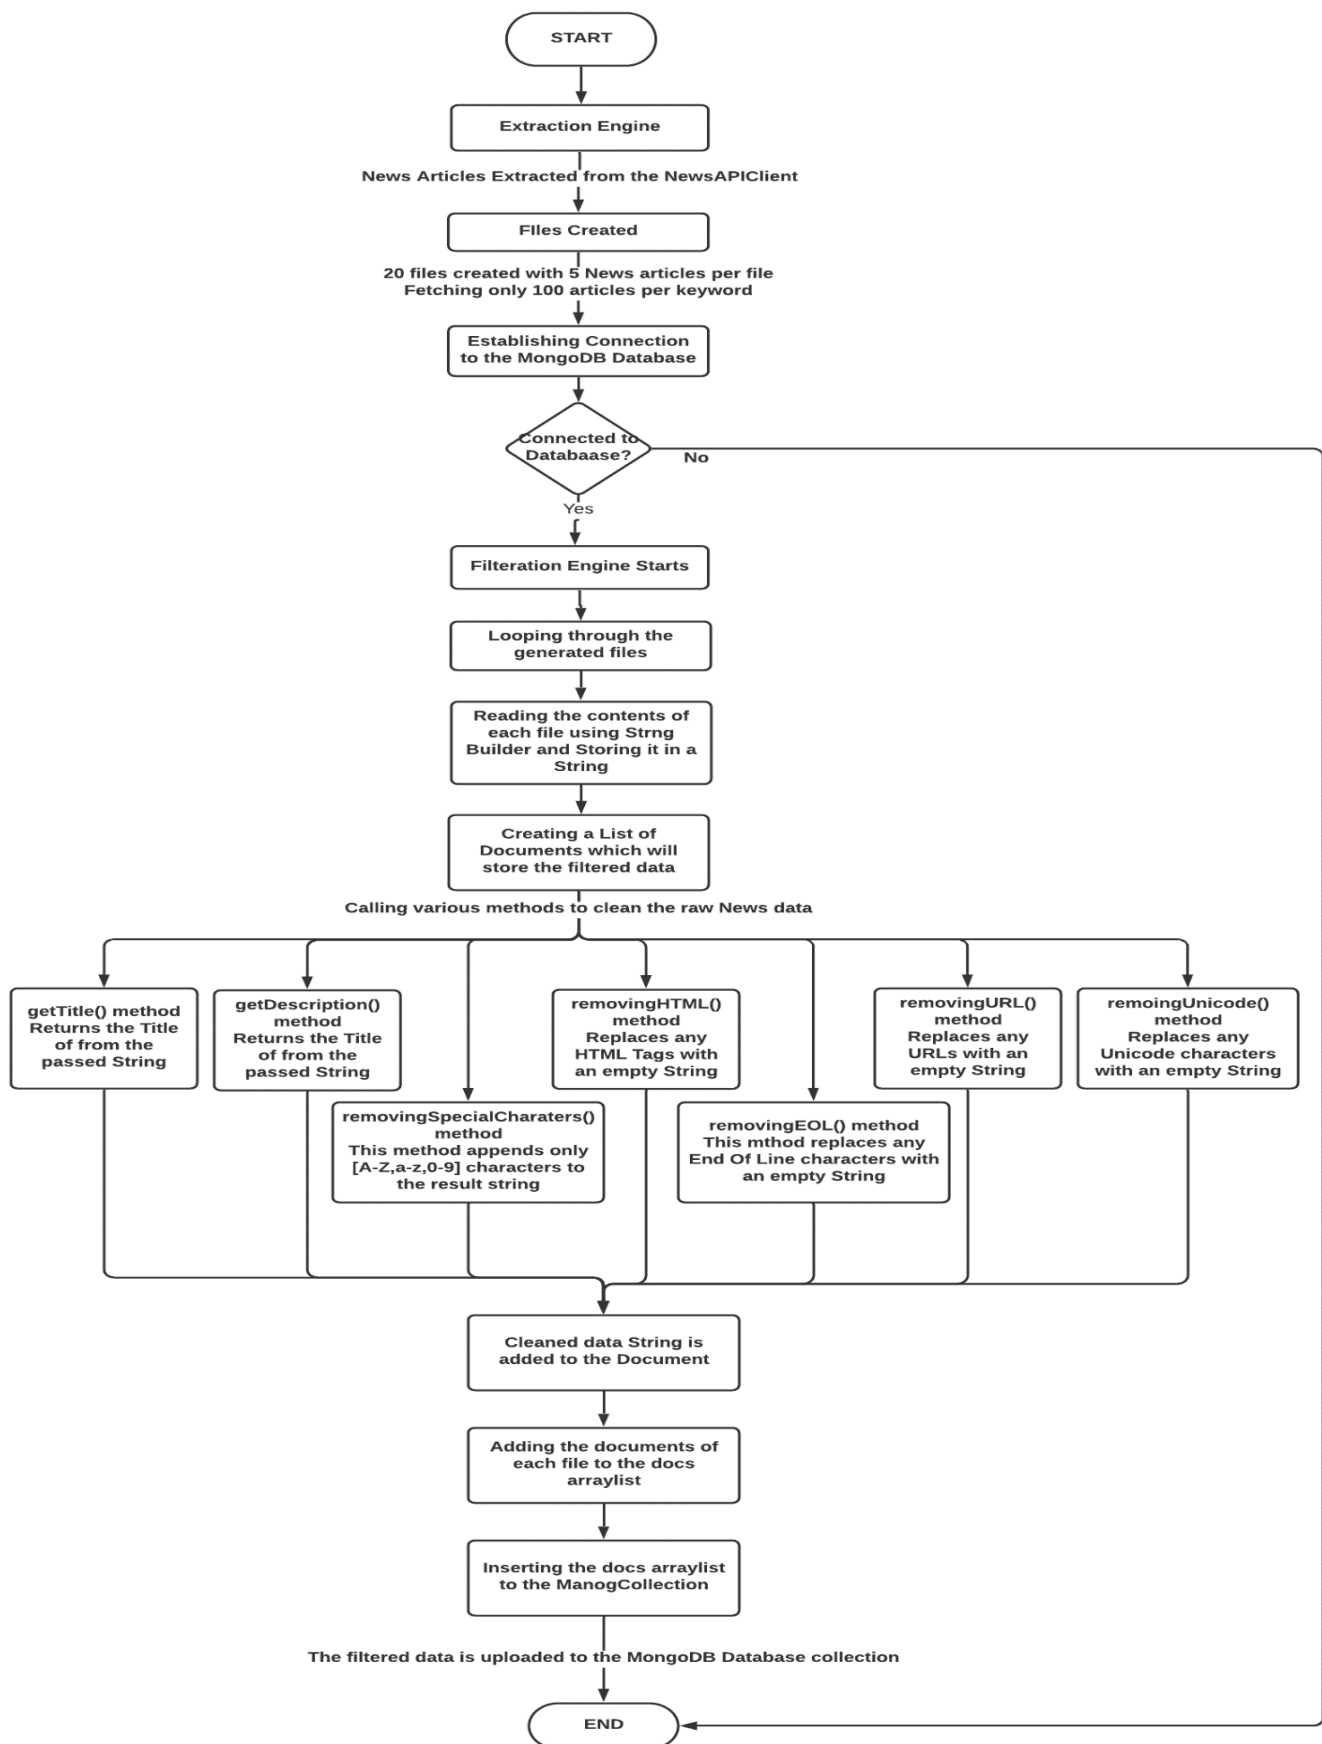 START
Extraction Engine
News Articles Extracted from the NewsAPIClient
FIles Created
20 files created with 5 News articles per file
Fetching only 100 articles per keyword
Establishing Connection
to the MongoDB Database
Connected to
Databaase?
No
Yes
Filteration Engine Starts
Looping through the
generated files
Reading the contents of
each file using Strng
Builder and Storing it in a
String
Creating a List of
Documents which will
store the filtered data
Calling various methods to clean the raw News data
getTitle() method
Returns the Title
of from the
passed String
getDescription()
method
Returns the Title
of from the
passed String
removingHTML()
method
Replaces any
HTML Tags with
an empty String
removingURL()
method
Replaces any
URLs with an
empty String
remoingUnicode()
method
Replaces any
Unicode characters
with an empty String
removingSpecialCharaters()
method
This method appends only
[A-Z,a-z,0-9] characters to
the result string
removingEOL() method
This mthod replaces any
End Of Line characters with
an empty String
Cleaned data String is
added to the Document
Adding the documents of
each file to the docs
arraylist
Inserting the docs arraylist
to the ManogCollection
The filtered data is uploaded to the MongoDB Database collection
END